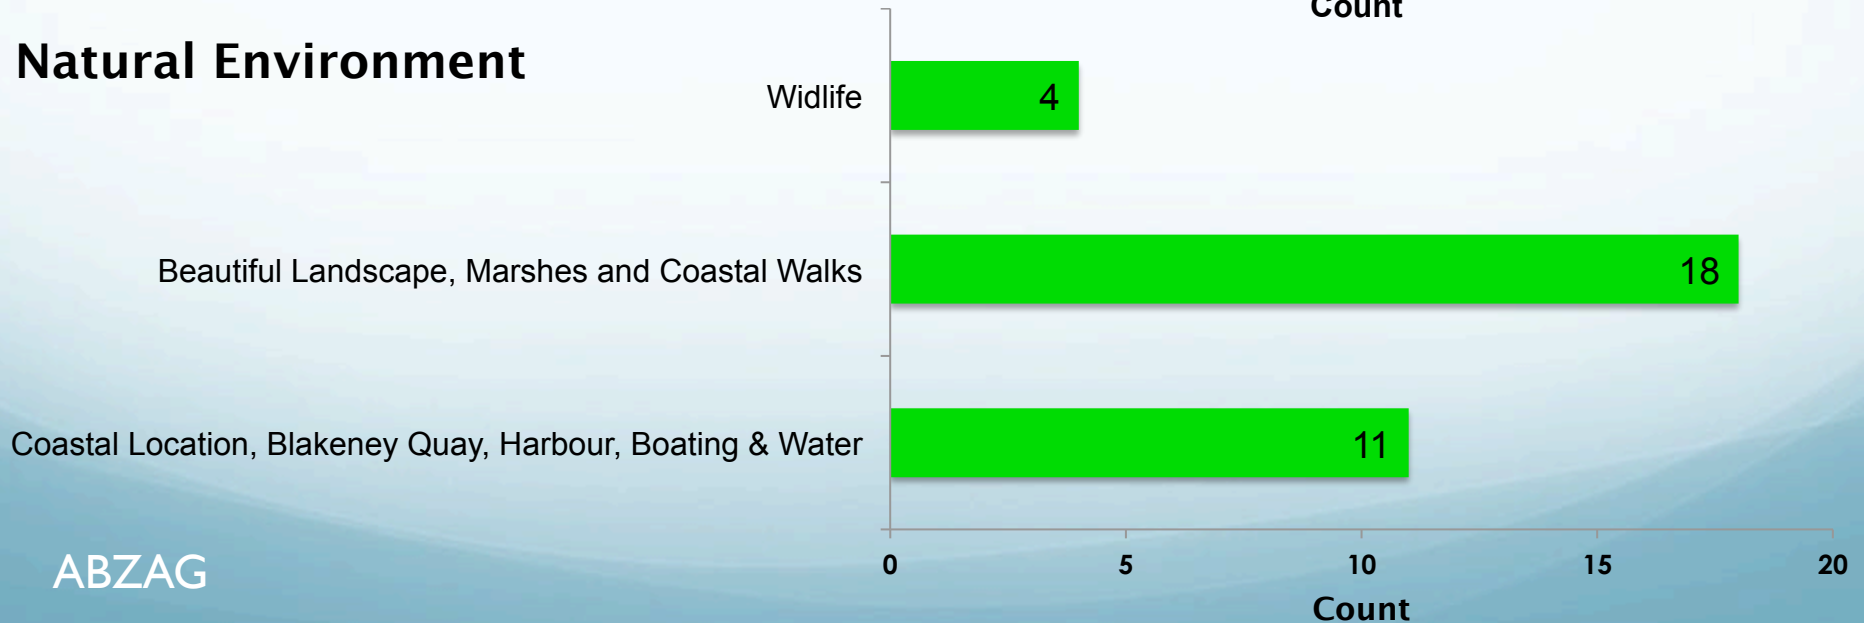 Count
Natural Environment
Widlife
4
Beautiful Landscape, Marshes and Coastal Walks
18
Coastal Location, Blakeney Quay, Harbour, Boating & Water
11
0 5 10 15 20
Count
ABZAG